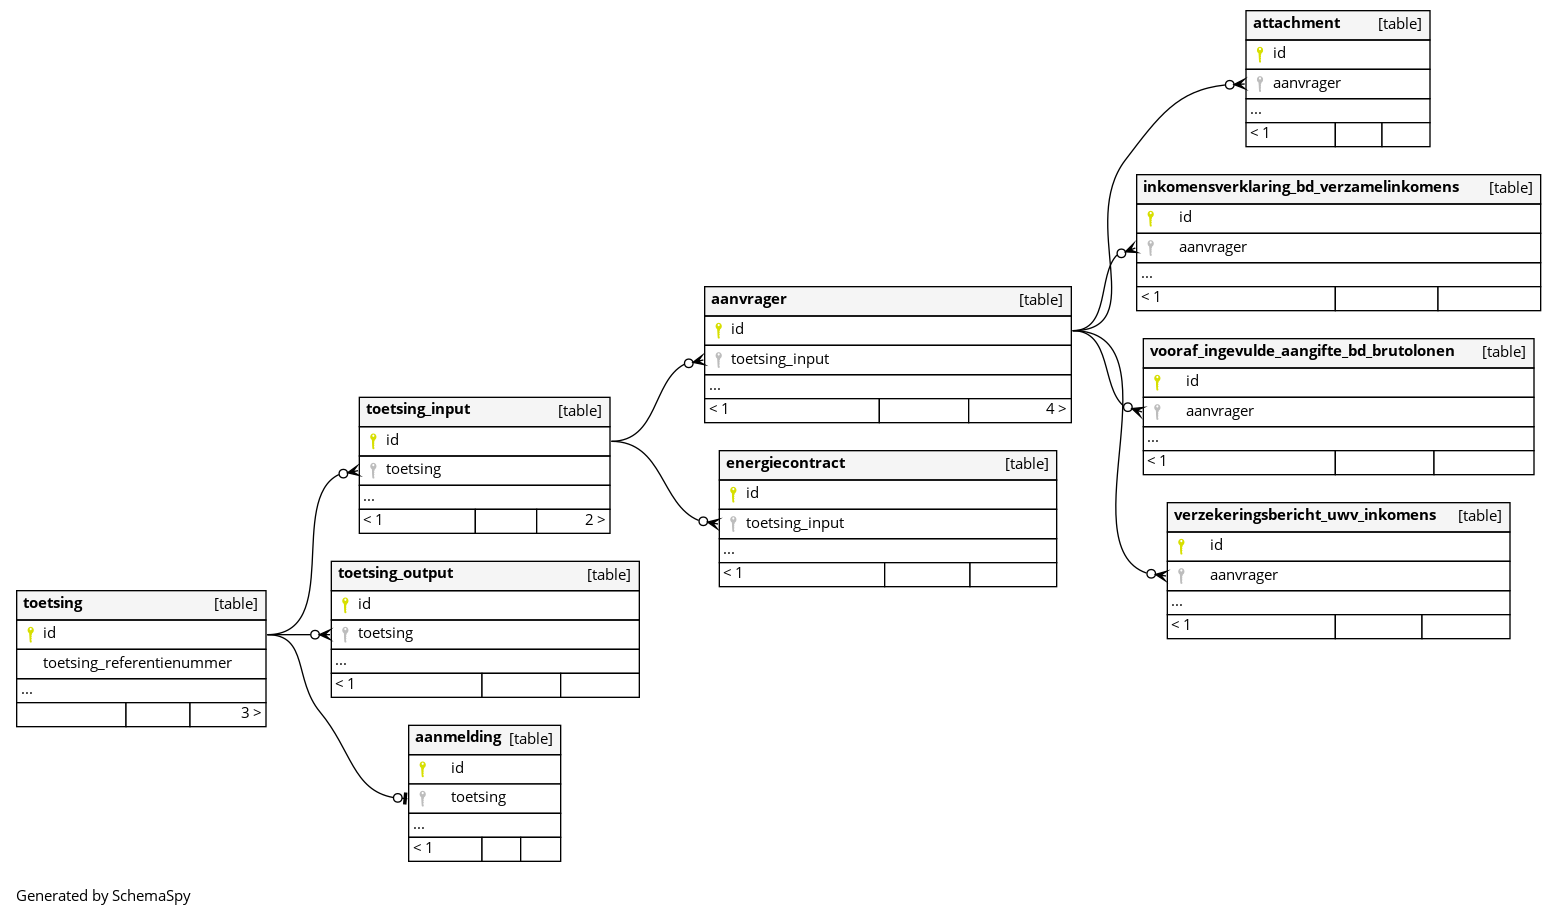 attachment [table]
id
aanvrager
...
< 1
inkomensverklaring_bd_verzamelinkomens [table]
id
aanvrager
...
< 1
aanvrager [table]
id
toetsing_input
...
< 1 4 >
vooraf_ingevulde_aangifte_bd_brutolonen [table]
id
aanvrager
...
< 1
toetsing_input [table]
id
toetsing
...
< 1 2 >
energiecontract [table]
id
toetsing_input
...
< 1
verzekeringsbericht_uwv_inkomens [table]
id
aanvrager
...
< 1
toetsing_output [table]
id
toetsing
...
< 1
toetsing [table]
id
toetsing_referentienummer
...
3 >
aanmelding [table]
id
toetsing
...
< 1
Generated by SchemaSpy